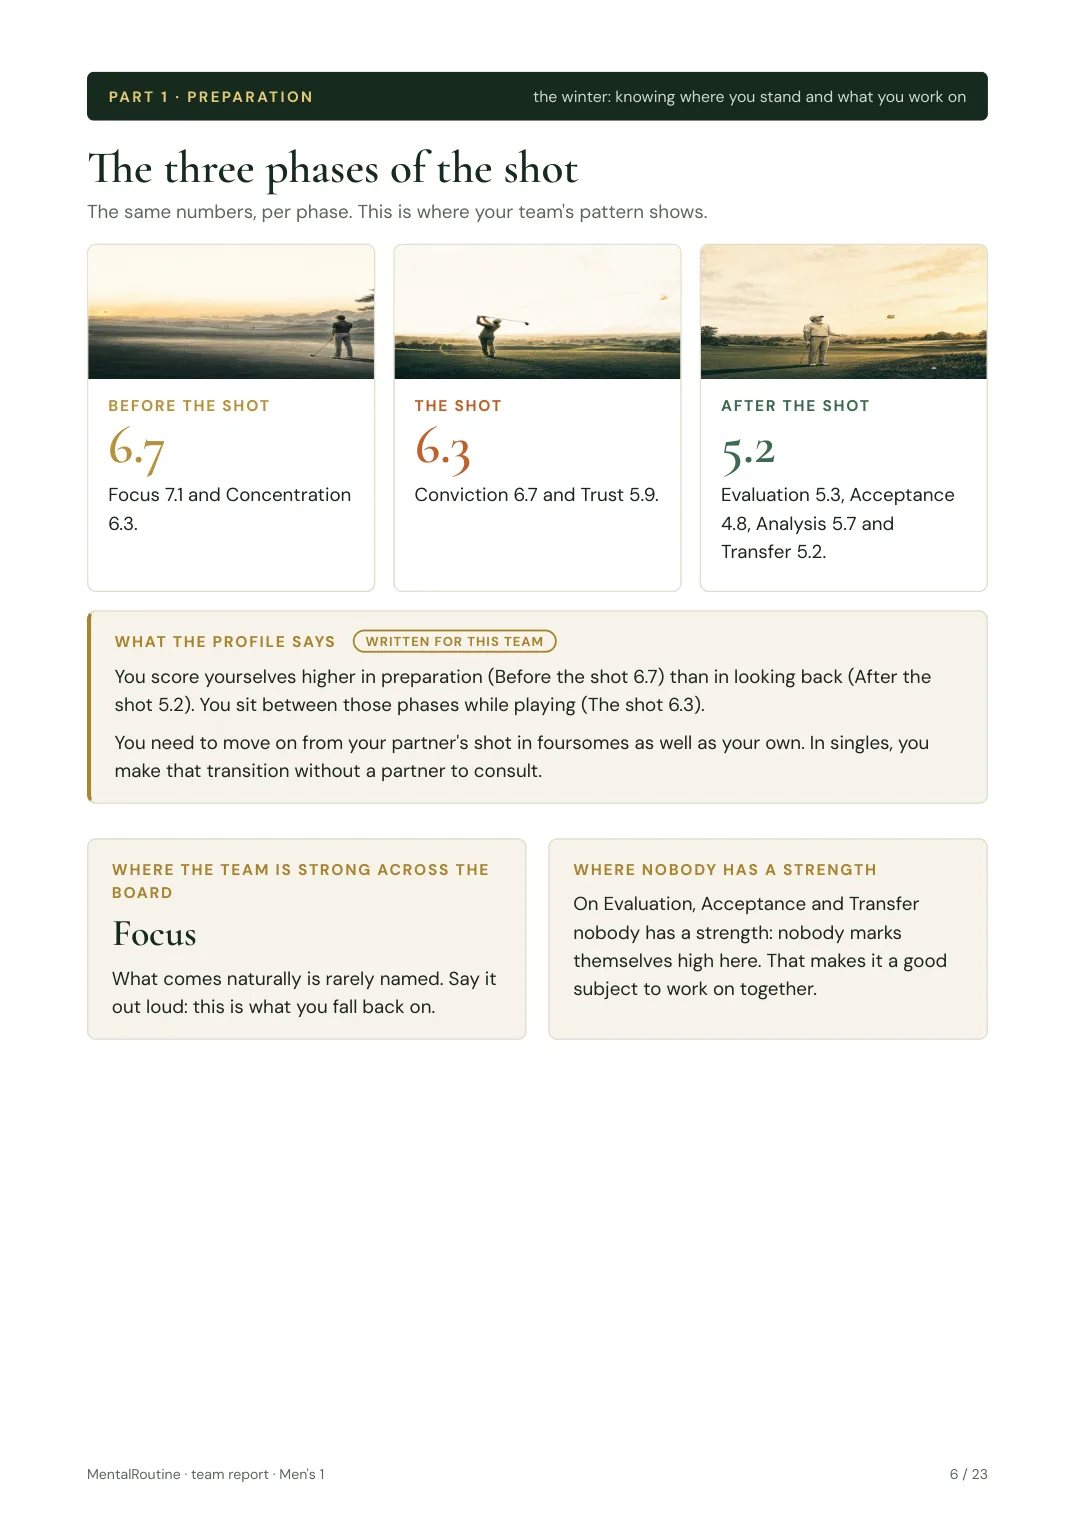 PART 1 · PREPARATION
the winter: knowing where you stand and what you work on
The three phases of the shot
The same numbers, per phase. This is where your team's pattern shows.
BEFORE THE SHOT
6.7
Focus 7.1 and Concentration
6.3.
THE SHOT
6.3
Conviction 6.7 and Trust 5.9.
AFTER THE SHOT
5.2
Evaluation 5.3, Acceptance
4.8, Analysis 5.7 and
Transfer 5.2.
WHAT THE PROFILE SAYS
WRITTEN FOR THIS TEAM
You score yourselves higher in preparation (Before the shot 6.7) than in looking back (After the
shot 5.2). You sit between those phases while playing (The shot 6.3).
You need to move on from your partner's shot in foursomes as well as your own. In singles, you
make that transition without a partner to consult.
WHERE THE TEAM IS STRONG ACROSS THE
BOARD
Focus
What comes naturally is rarely named. Say it
out loud: this is what you fall back on.
WHERE NOBODY HAS A STRENGTH
On Evaluation, Acceptance and Transfer
nobody has a strength: nobody marks
themselves high here. That makes it a good
subject to work on together.
MentalRoutine · team report · Men's 1
6 / 23